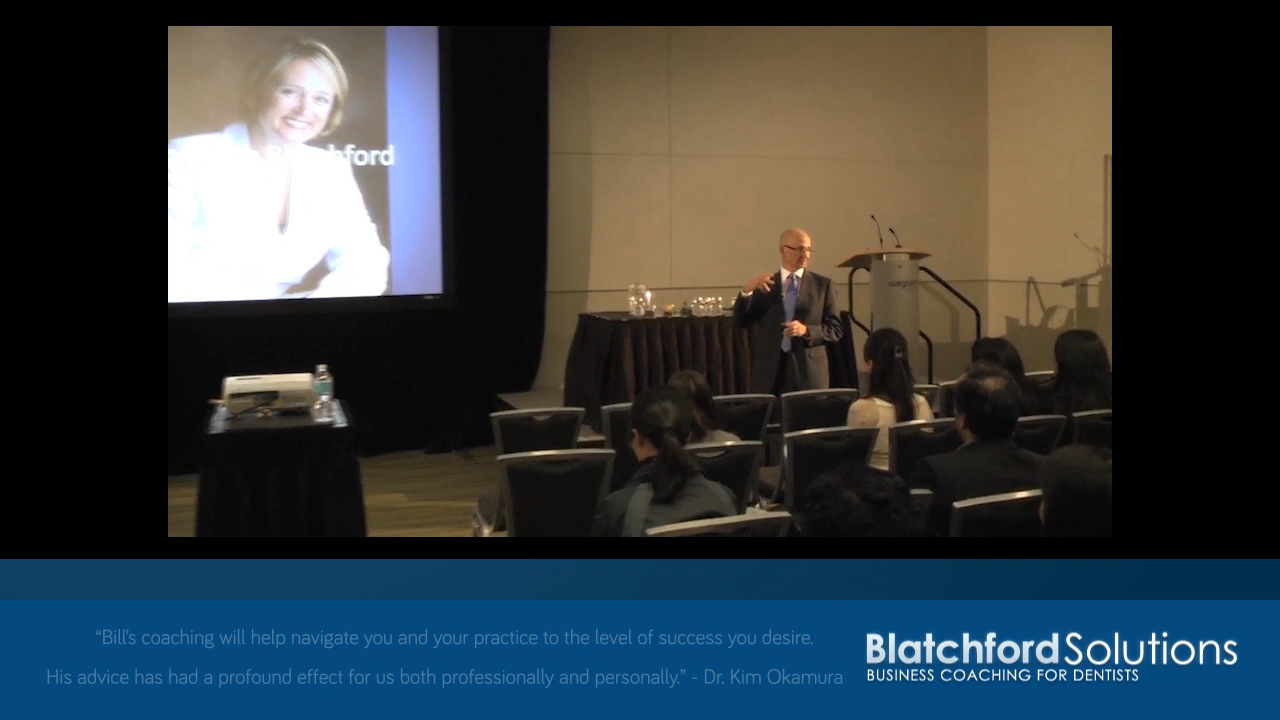 “Bill's coaching will help navigate you and your practice to the level of success you desire.
His advice has had a profound effect for us both professionally and personally.” - Dr. Kim Okamura
Blatchford Solutions
BUSINESS COACHING FOR DENTISTS